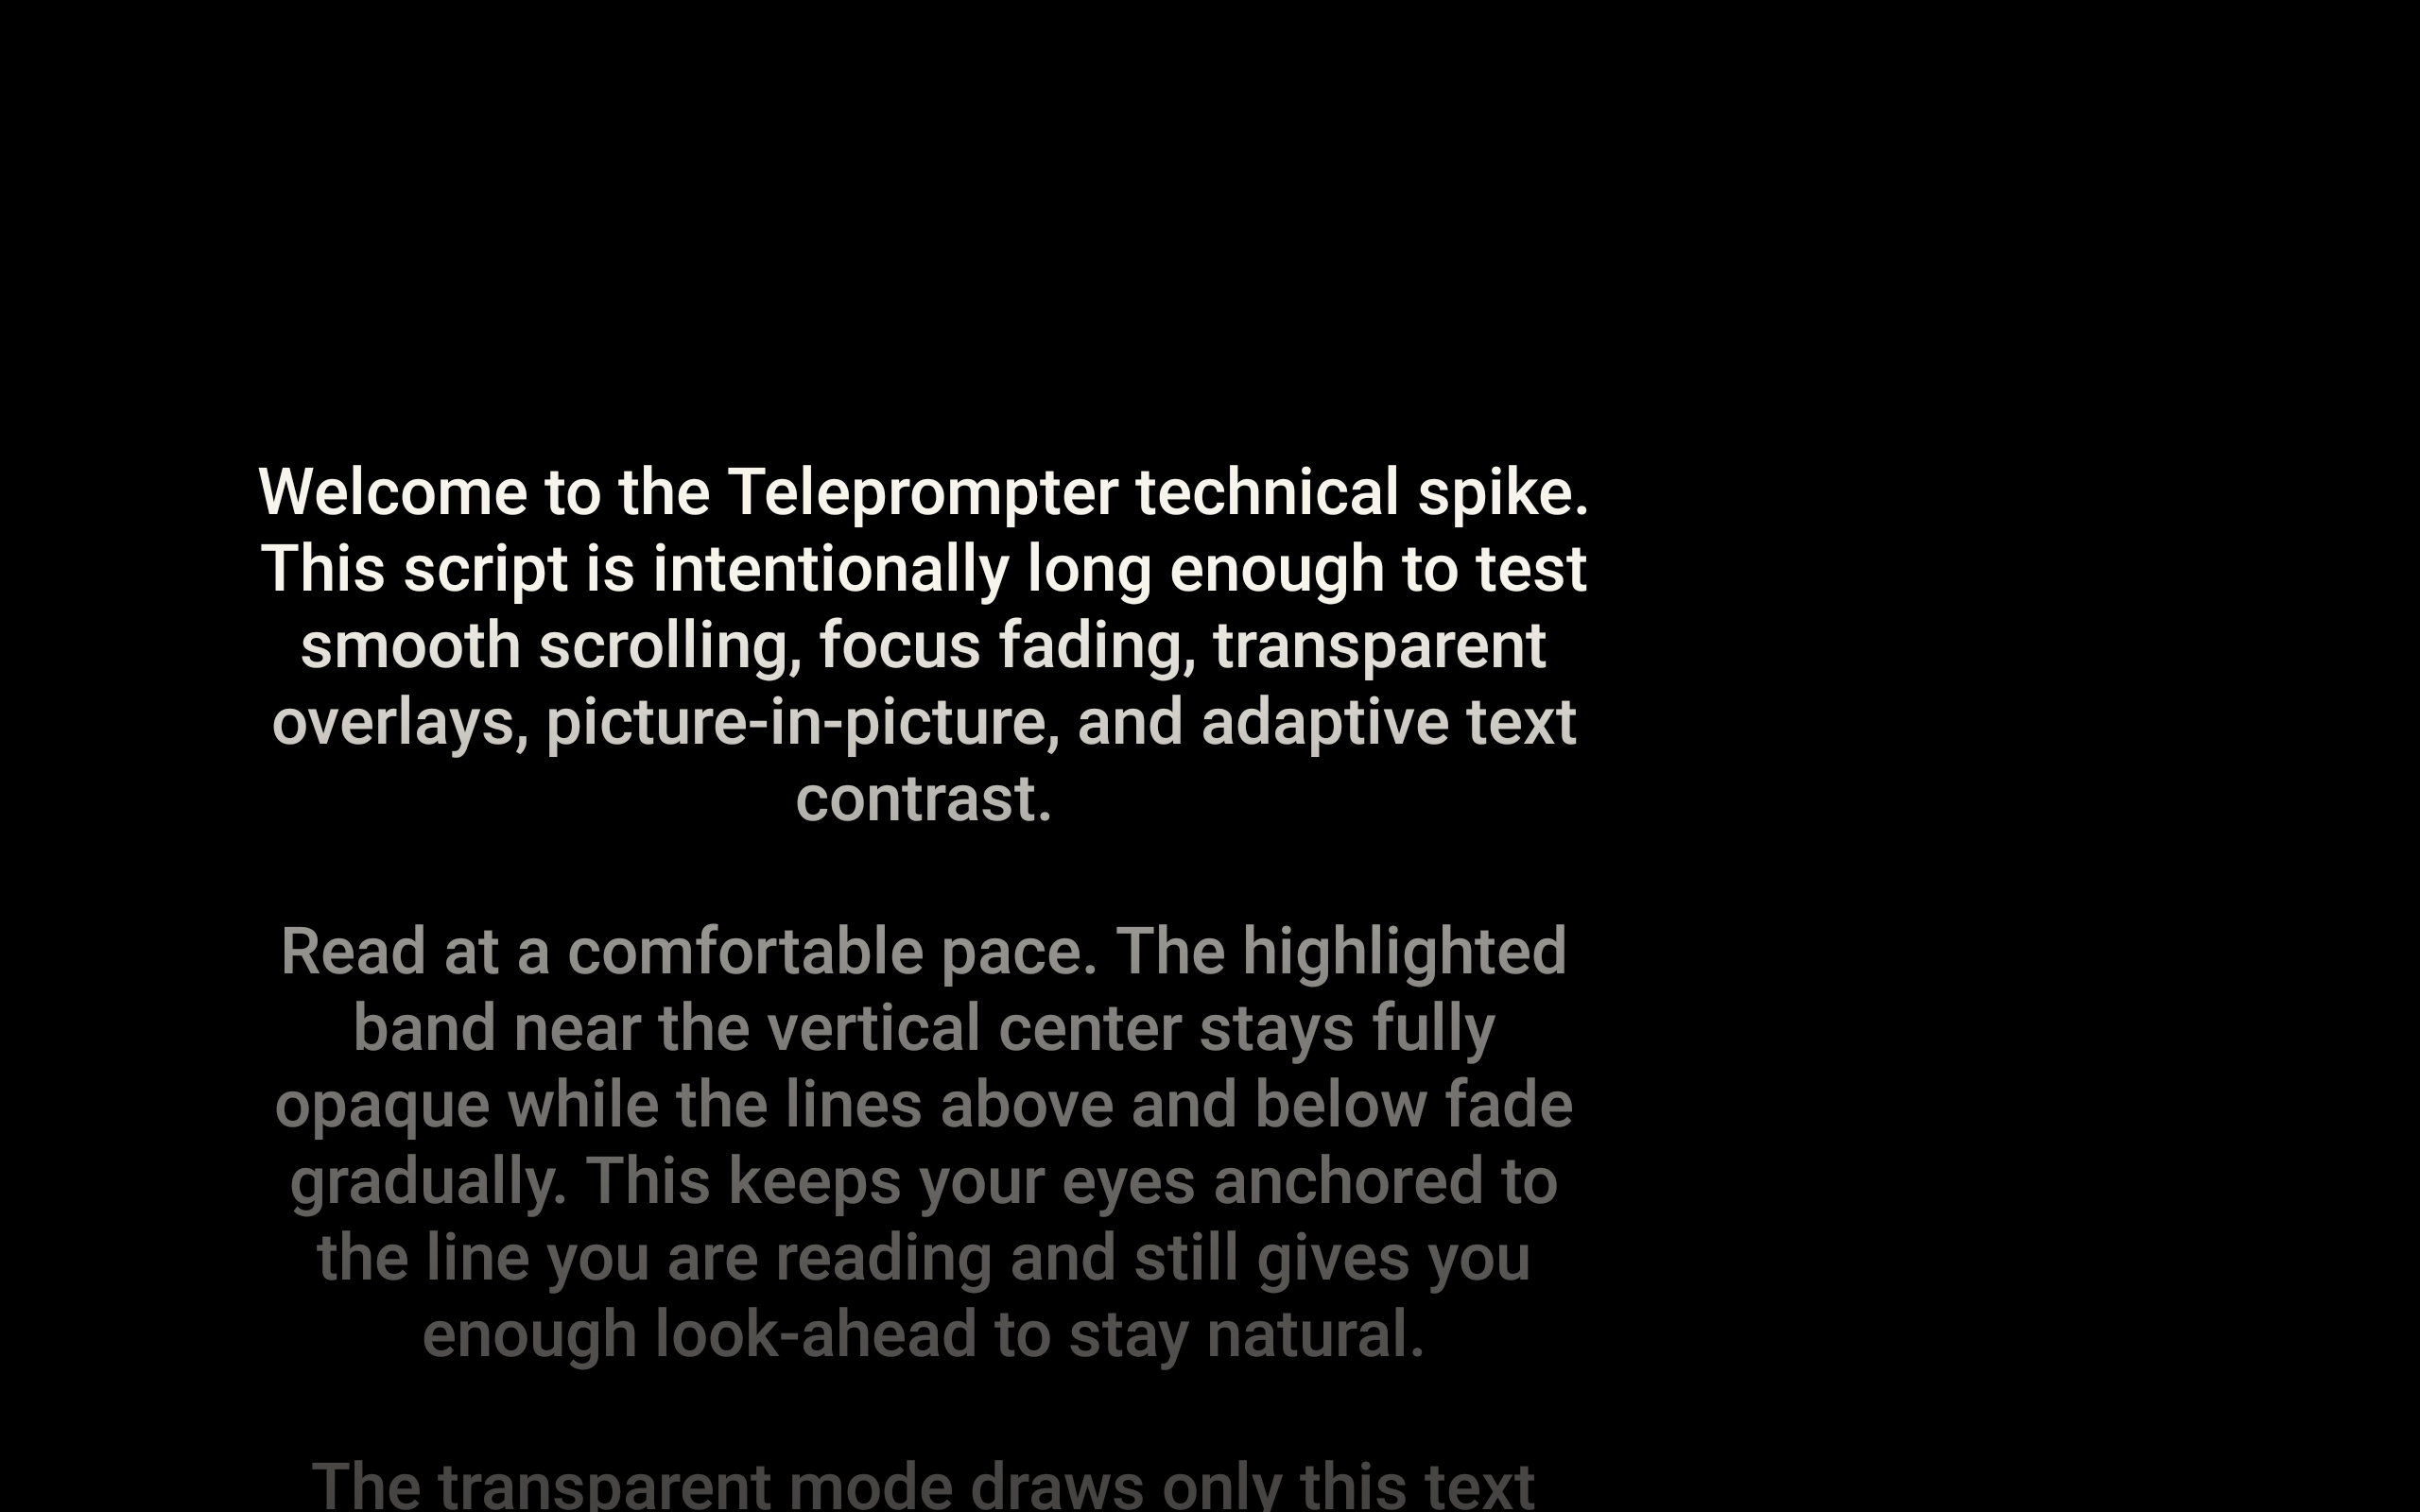 Welcome to the Teleprompter technical spike.
This script is intentionally long enough to test
smooth scrolling, focus fading, transparent
overlays, picture-in-picture, and adaptive text
contrast.
Read at a comfortable pace. The highlighted
band near the vertical center stays fully
opaque while the lines above and below fade
gradually. This keeps your eyes anchored to
the line you are reading and still gives you
enough look-ahead to stay natural.
The transparent mode draws only this text